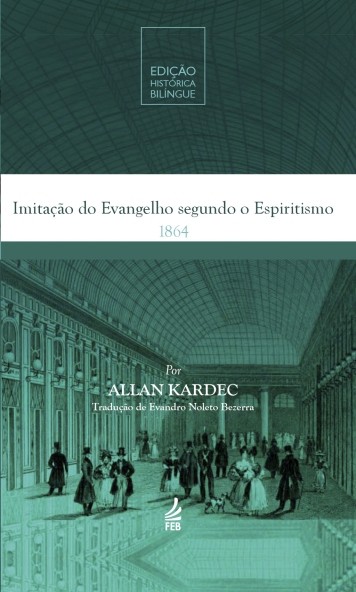 EDIÇÃO
HISTÓRICA
BILÍNGUE
Imitação do Evangelho segundo o Espiritismo
1864
Por
ALLAN KARDEC
Tradução de Evandro Noleto Bezerra
FEB